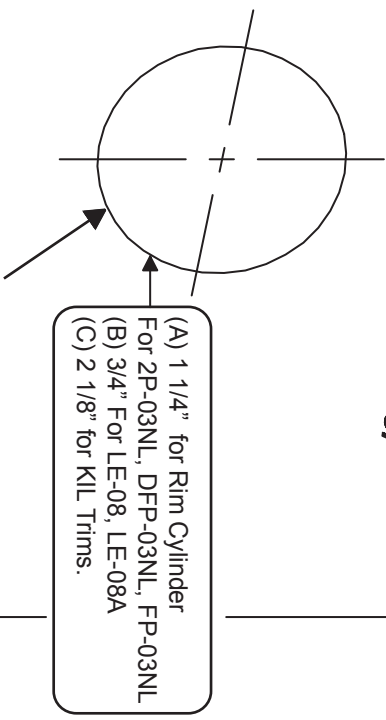 (A) 1 1/4” for Rim Cylinder
For 2P-03NL, DFP-03NL, FP-03NL
(B) 3/4” For LE-08, LE-08A
(C) 2 1/8” for KIL Trims.